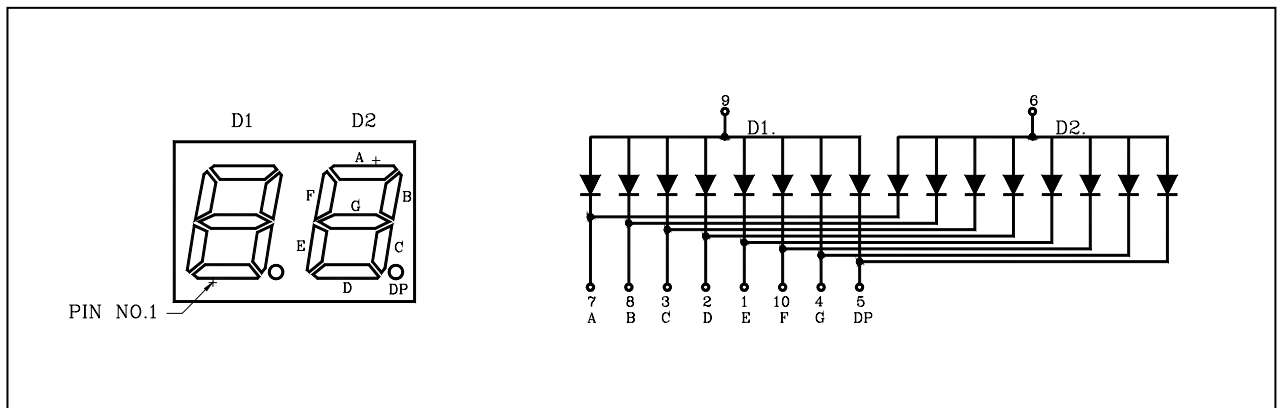 D1 D2
A
F B
G
E C
D DP
PIN NO.1
9 6
D1. D2.
7 8 3 2 1 10 4 5
A B C D E F G DP